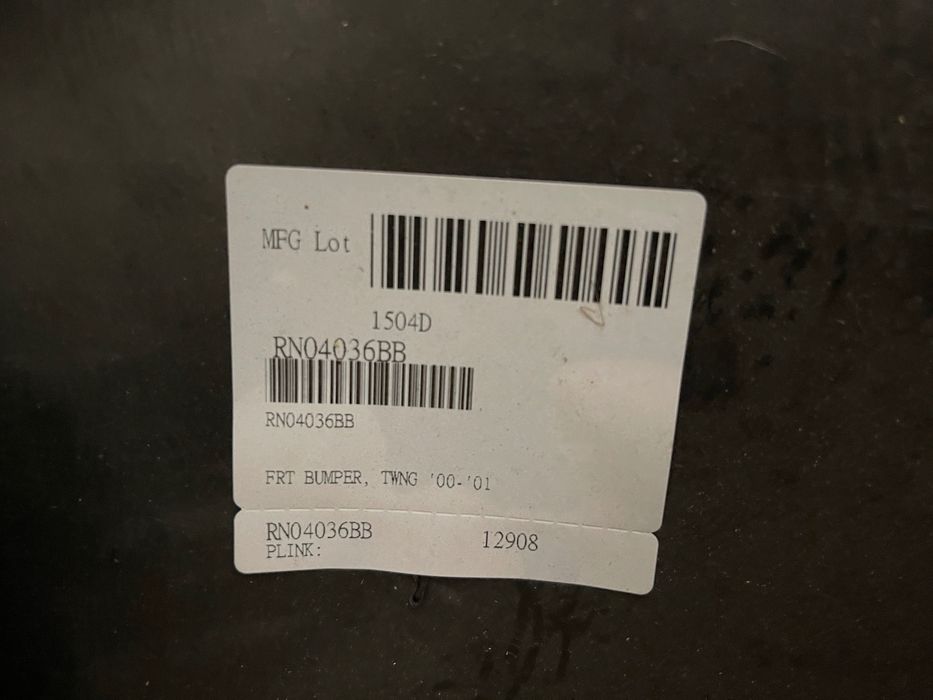 MFG Lot
1504D
RN04036BB
RN04036BB
FRT BUMPER, TWNG '00-'01
RN04036BB 12908
PLINK: